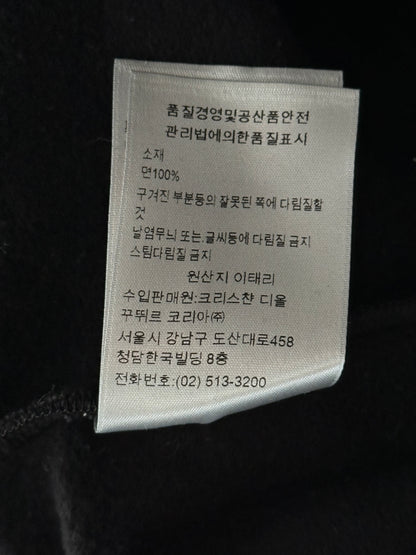 품질경영및공산품안전
관리법에의한품질표시
소재
면100%
구겨진 부분등의 잘못된 쪽에 다림질할
것
날염무늬 또는 글씨등에 다림질 금지
스팀다림질 금지
원산지 이태리
수입판매원:크리스챤 디올
꾸뛰르 코리아㈜
서울시 강남구 도산대로458
청담한국빌딩 8층
전화번호:(02) 513-3200